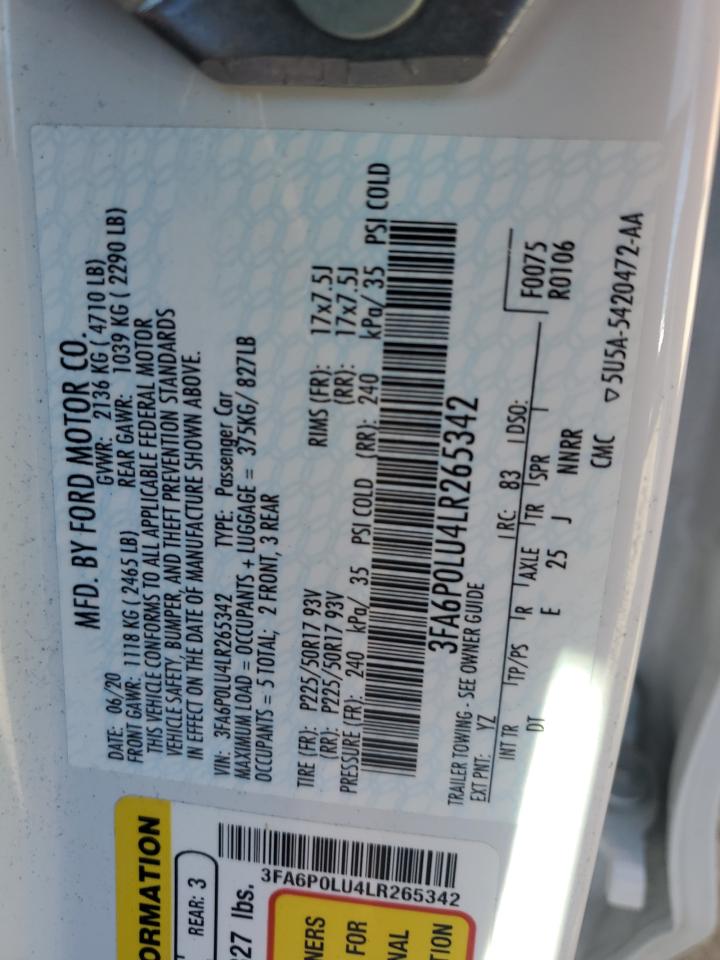 MFD. BY FORD MOTOR CO.
DATE: 06/20 GVWR: 2136 KG ( 4710 LB)
FRONT GAWR: 1118 KG ( 2465 LB) REAR GAWR: 1039 KG ( 2290 LB)
THIS VEHICLE CONFORMS TO ALL APPLICABLE FEDERAL MOTOR
VEHICLE SAFETY, BUMPER, AND THEFT PREVENTION STANDARDS
IN EFFECT ON THE DATE OF MANUFACTURE SHOWN ABOVE.
VIN: 3FA6P0LU4LR265342 TYPE: Passenger Car
MAXIMUM LOAD = OCCUPANTS + LUGGAGE = 375KG/ 827LB
OCCUPANTS = 5 TOTAL; 2 FRONT, 3 REAR
TIRE (FR): P225/50R17 93V RIMS (FR): 17x7.5J
(RR): P225/50R17 93V (RR): 17x7.5J
PRESSURE (FR): 240 kPa/ 35 PSI COLD (RR): 240 kPa/ 35 PSI COLD
3FA6P0LU4LR265342
TRAILER TOWING - SEE OWNER GUIDE
EXT PNT: YZ RC: 83 DSO: F0075
R0106
INT TR TP/PS R AXLE TR SPR
DT E 25 J NNRR
CMC ▽5U5A-5420472-AA
ORMATION
REAR: 3
27 lbs.
3FA6P0LU4LR265342
NERS
FOR
NAL
TION